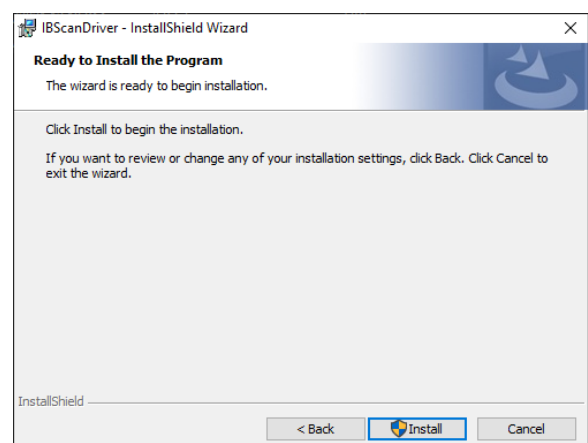 IBScanDriver - InstallShield Wizard
Ready to Install the Program
The wizard is ready to begin installation.
Click Install to begin the installation.
If you want to review or change any of your installation settings, click Back. Click Cancel to
exit the wizard.
InstallShield
< Back Install Cancel